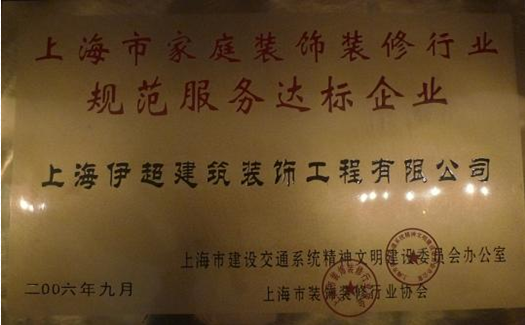 上海市家庭装饰装修行业
规范服务达标企业
上海伊超建筑装饰工程有限公司
上海市建设交通系统精神文明建设委员会办公室
二00六年九月
上海市装饰装修行业协会